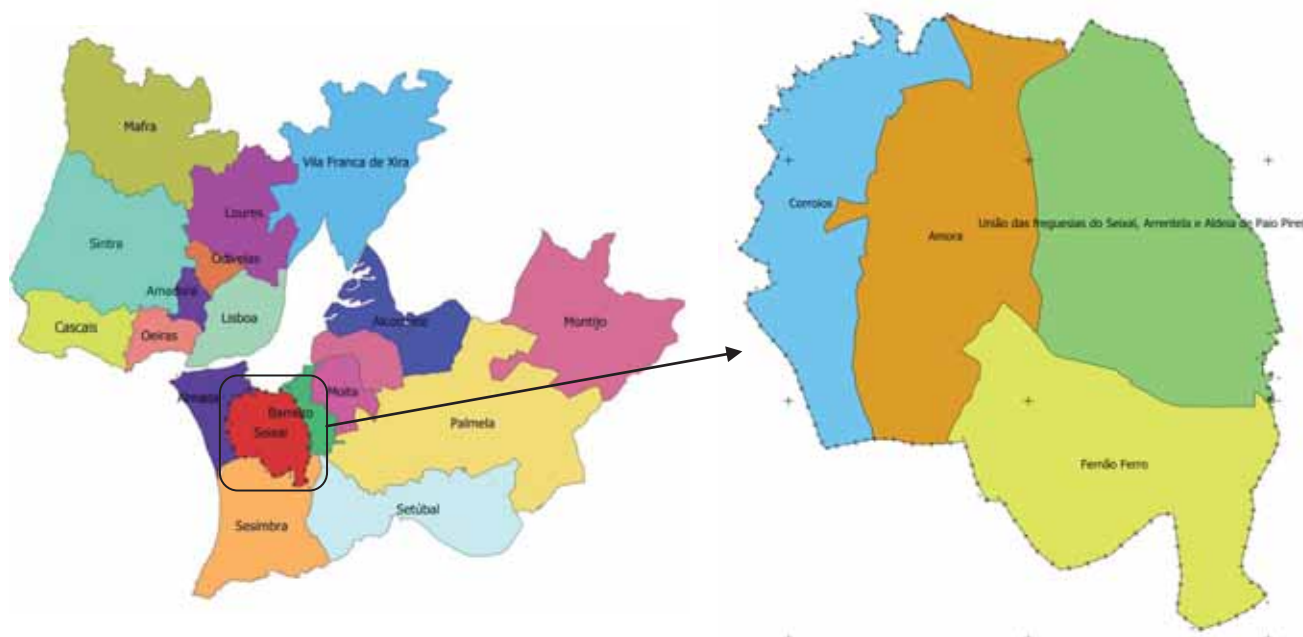 Mafra
Vila Franca de Xira
Loures
Sintra
Odivelas
Amadora
Lisboa
Cascais
Oeiras
Alcochete
Montijo
Almada
Moita
Barreiro
Seixal
Palmela
Setúbal
Sesimbra
Corroios
Amora
União das freguesias do Seixal, Arrentela e Aldeia de Paio Pires
Fernão Ferro